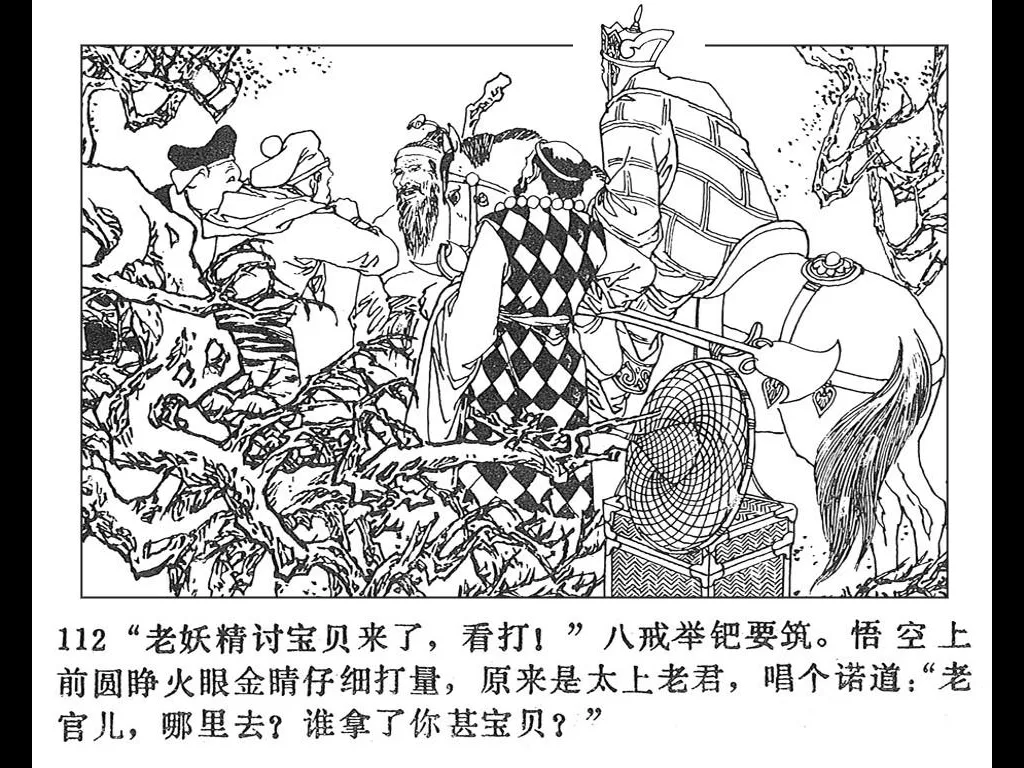 112 “老妖精讨宝贝来了，看打！” 八戒举钯要筑。悟空上
前圆睁火眼金睛仔细打量，原来是太上老君，唱个诺道：“老
官儿，哪里去？谁拿了你甚宝贝？”